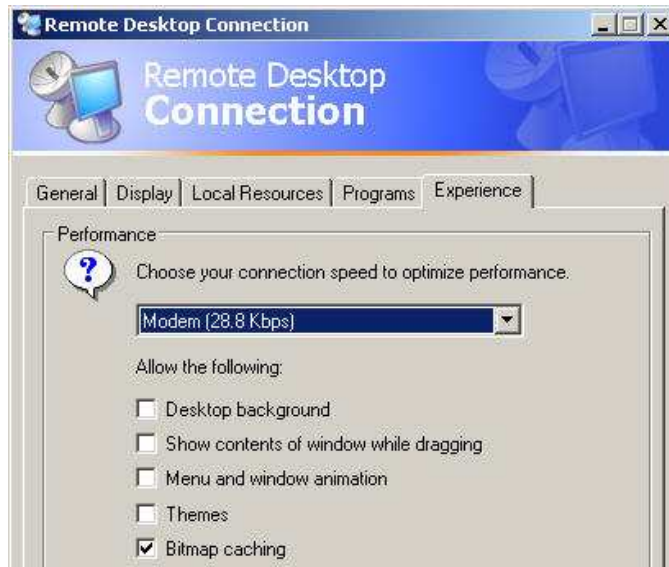 Remote Desktop Connection
Remote Desktop
Connection
General Display Local Resources Programs Experience
Performance
Choose your connection speed to optimize performance.
Modem (28.8 Kbps)
Allow the following:
Desktop background
Show contents of window while dragging
Menu and window animation
Themes
Bitmap caching